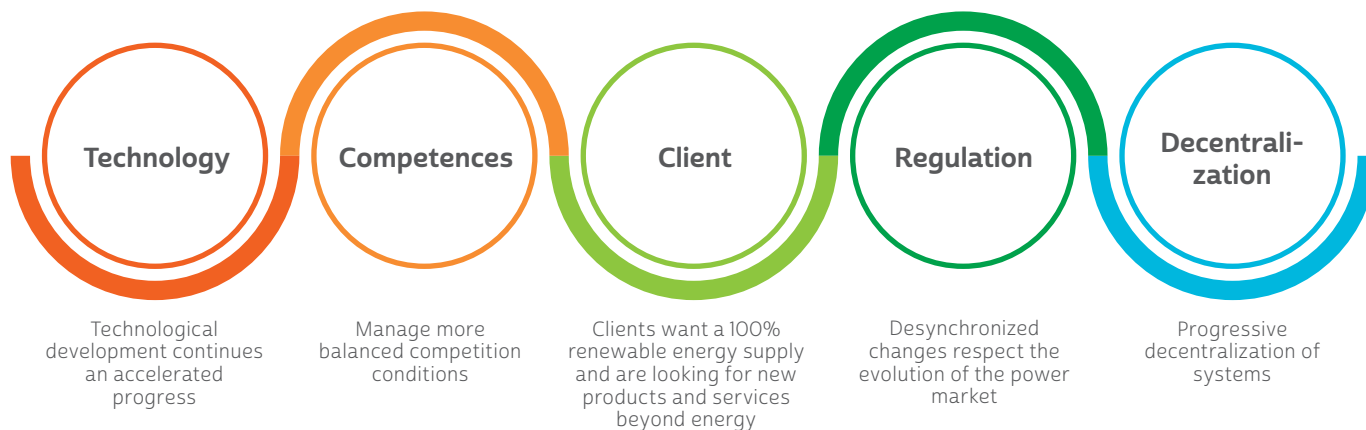 Technology
Competences
Client
Regulation
Decentrali-
zation
Technological
development continues
an accelerated
progress
Manage more
balanced competition
conditions
Clients want a 100%
renewable energy supply
and are looking for new
products and services
beyond energy
Desynchronized
changes respect the
evolution of the power
market
Progressive
decentralization of
systems